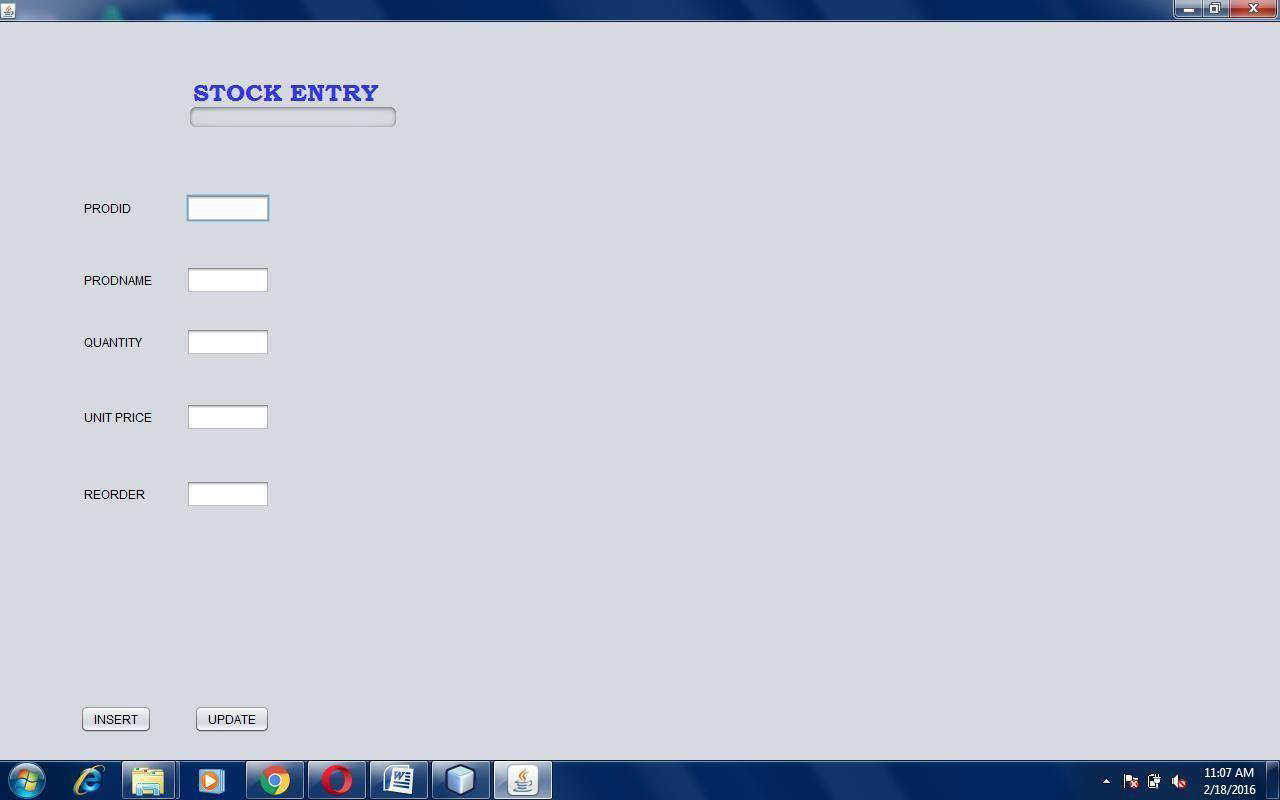 STOCK ENTRY
PRODID
PRODNAME
QUANTITY
UNIT PRICE
REORDER
INSERT UPDATE
11:07 AM
2/18/2016